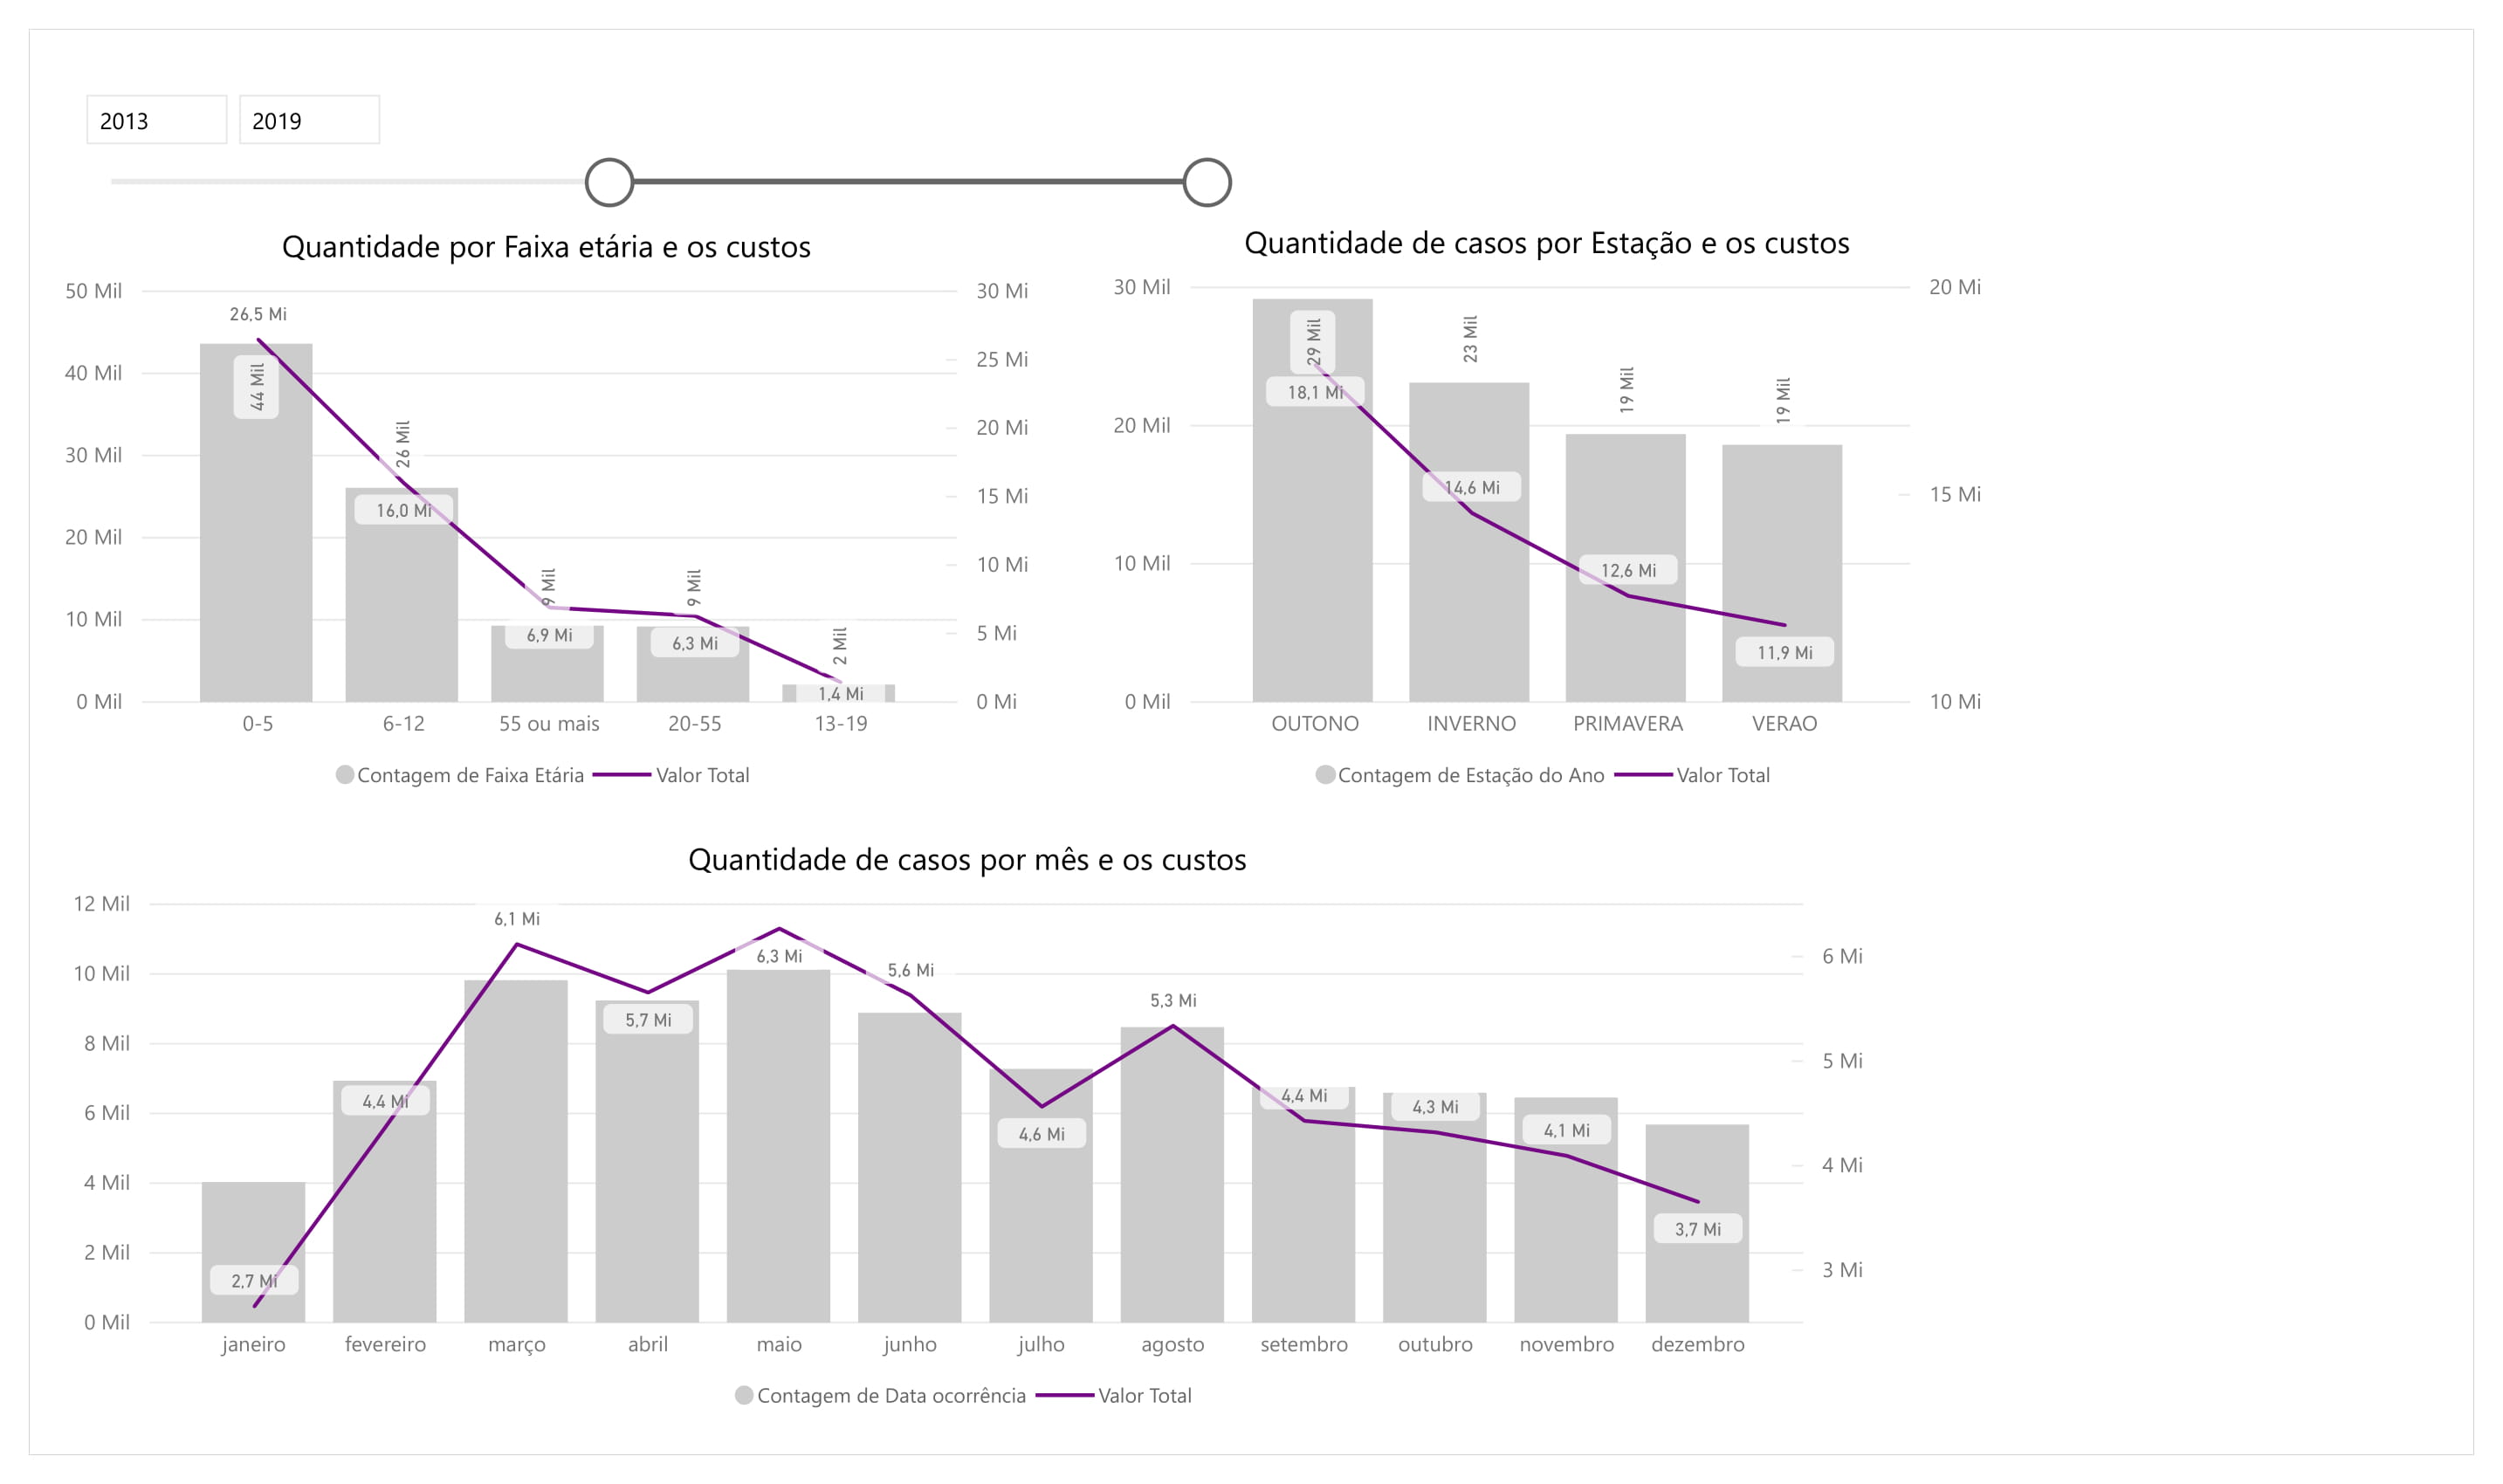 2013 2019
Quantidade por Faixa etária e os custos
50 Mil
40 Mil
30 Mil
20 Mil
10 Mil
0 Mil
26,5 Mi
44 Mil
26 Mil
16,0 Mi
9 Mil
6,9 Mi
9 Mil
6,3 Mi
2 Mil
1,4 Mi
30 Mi
25 Mi
20 Mi
15 Mi
10 Mi
5 Mi
0 Mi
0-5 6-12 55 ou mais 20-55 13-19
Contagem de Faixa Etária Valor Total
Quantidade de casos por Estação e os custos
30 Mil
20 Mil
10 Mil
0 Mil
29 Mil
18,1 Mi
23 Mil
14,6 Mi
19 Mil
12,6 Mi
19 Mil
11,9 Mi
20 Mi
15 Mi
10 Mi
OUTONO INVERNO PRIMAVERA VERAO
Contagem de Estação do Ano Valor Total
Quantidade de casos por mês e os custos
12 Mil
10 Mil
8 Mil
6 Mil
4 Mil
2 Mil
0 Mil
2,7 Mi
4,4 Mi
6,1 Mi
5,7 Mi
6,3 Mi
5,6 Mi
4,6 Mi
5,3 Mi
4,4 Mi
4,3 Mi
4,1 Mi
3,7 Mi
6 Mi
5 Mi
4 Mi
3 Mi
janeiro fevereiro março abril maio junho julho agosto setembro outubro novembro dezembro
Contagem de Data ocorrência Valor Total